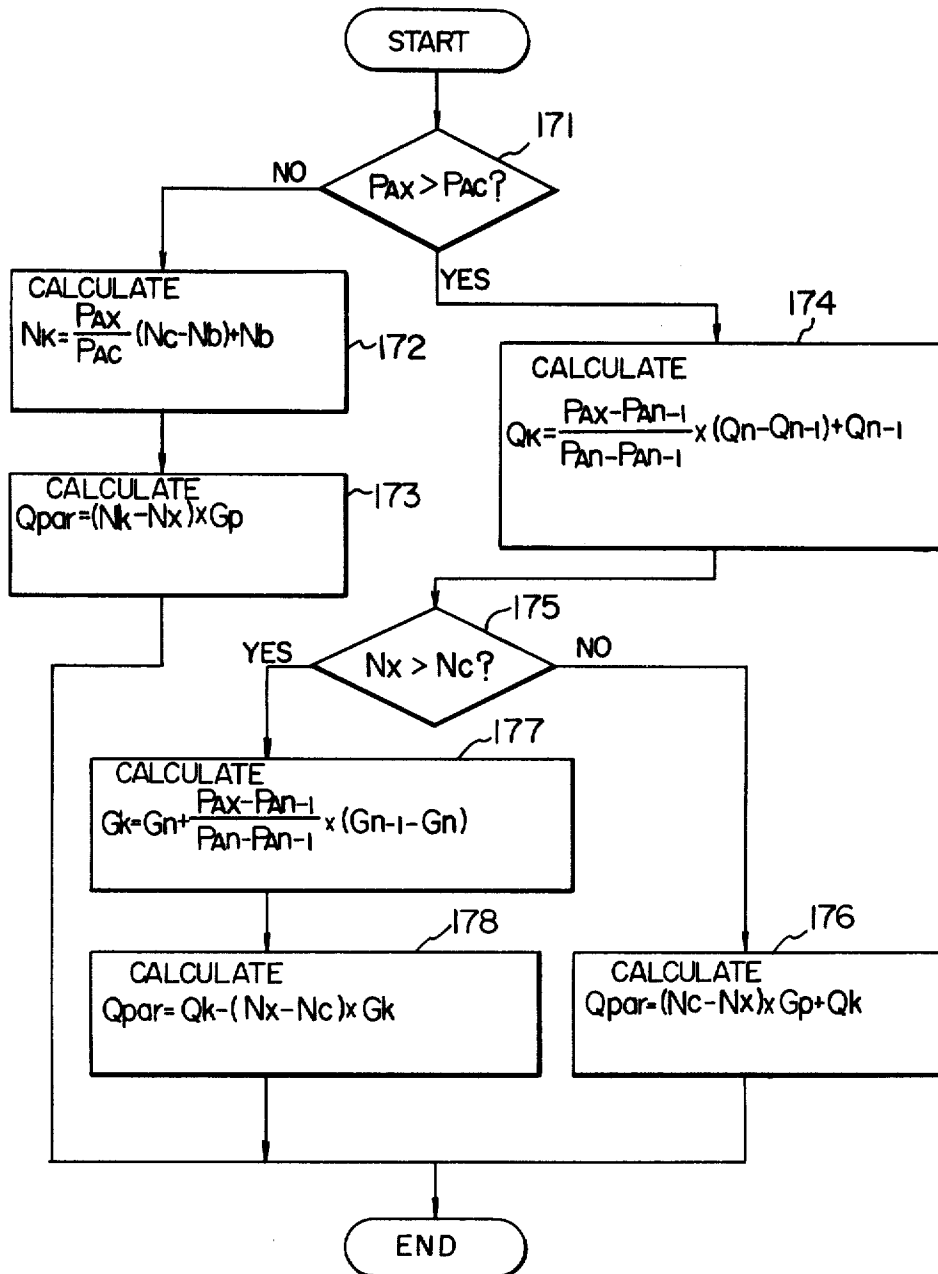 START
171
PAX > PAC?
NO
YES
CALCULATE
NK = PAX/PAC (NC-Nb)+Nb
172
174
CALCULATE
QK = PAX-PAn-1/PAn-PAn-1 x (Qn-Qn-1)+Qn-1
CALCULATE
Qpar=(Nk-Nx)×Gp
173
175
Nx > Nc?
YES
NO
177
CALCULATE
Gk=Gn+ PAX-PAn-1/PAn-PAn-1 x (Gn-1-Gn)
178
CALCULATE
Qpar= Qk-(Nx-Nc)×Gk
176
CALCULATE
Qpar=(Nc-Nx)×Gp+Qk
END